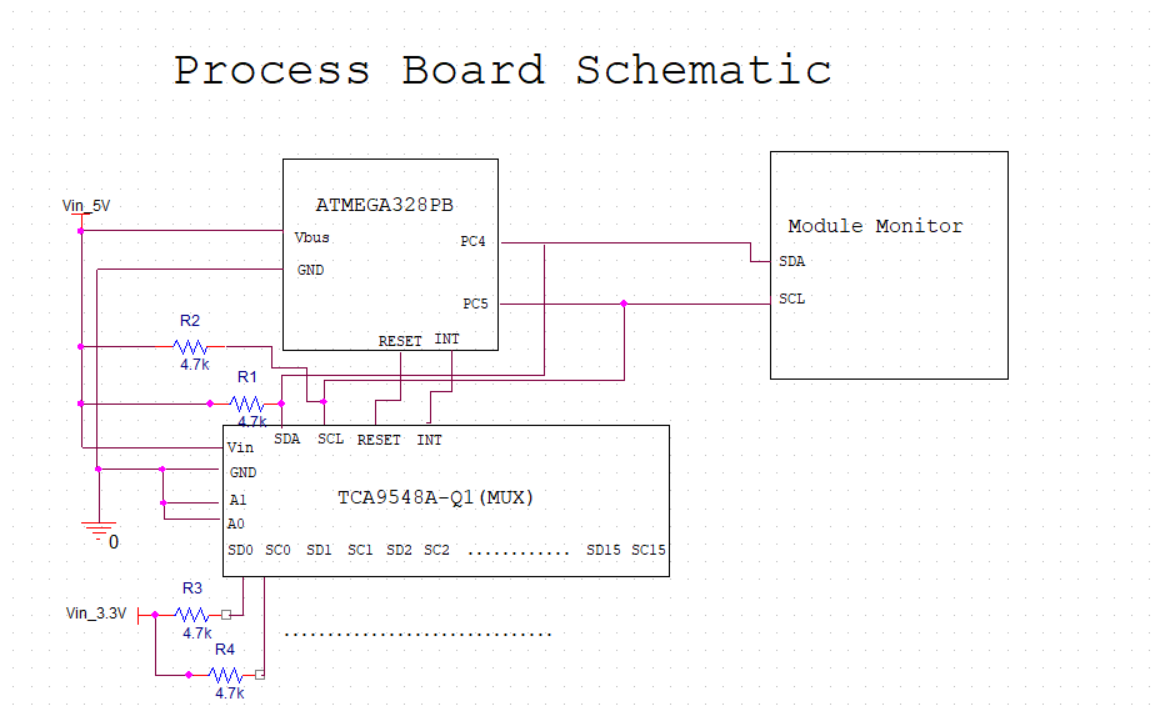 Process Board Schematic
Vin_5V
ATMEGA328PB
Vbus
GND
PC4
PC5
RESET INT
Module Monitor
SDA
SCL
R2
4.7k
R1
4.7k
SDA SCL RESET INT
Vin
GND
A1
A0
TCA9548A-Q1(MUX)
SD0 SC0 SD1 SC1 SD2 SC2 ............ SD15 SC15
0
Vin_3.3V
R3
4.7k
R4
4.7k
..............................